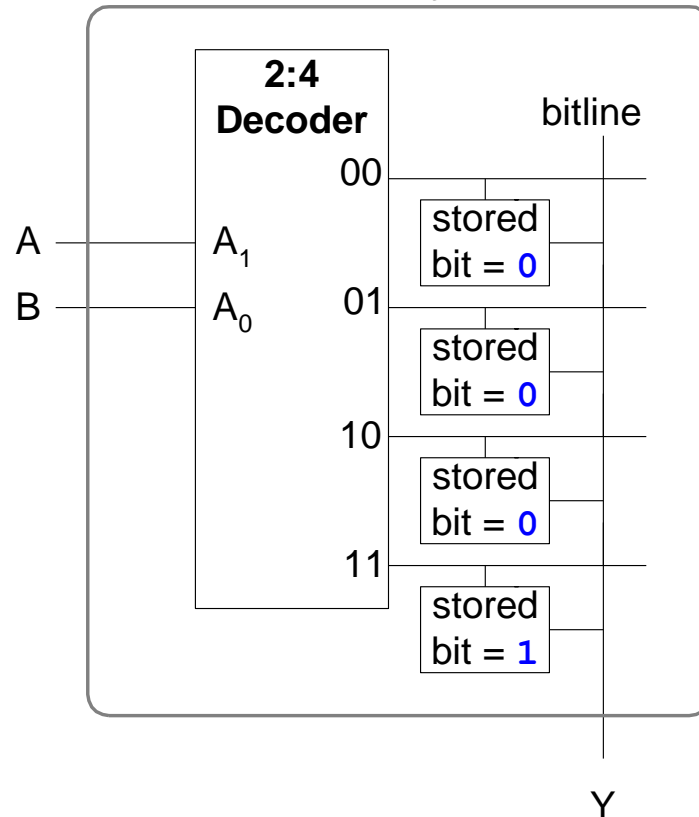 2:4
Decoder
bitline
00
stored
bit = 0
A
A1
B
A0
01
stored
bit = 0
10
stored
bit = 0
11
stored
bit = 1
Y